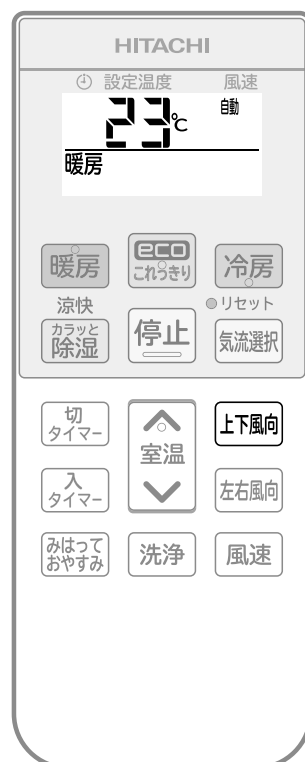 HITACHI
設定温度 風速
23℃ 自動
暖房
暖房 eco これっきり 冷房
涼快 リセット
カラッと 除湿 停止 気流選択
切タイマー 室温 上下風向
入タイマー 左右風向
みはって おやすみ 洗浄 風速